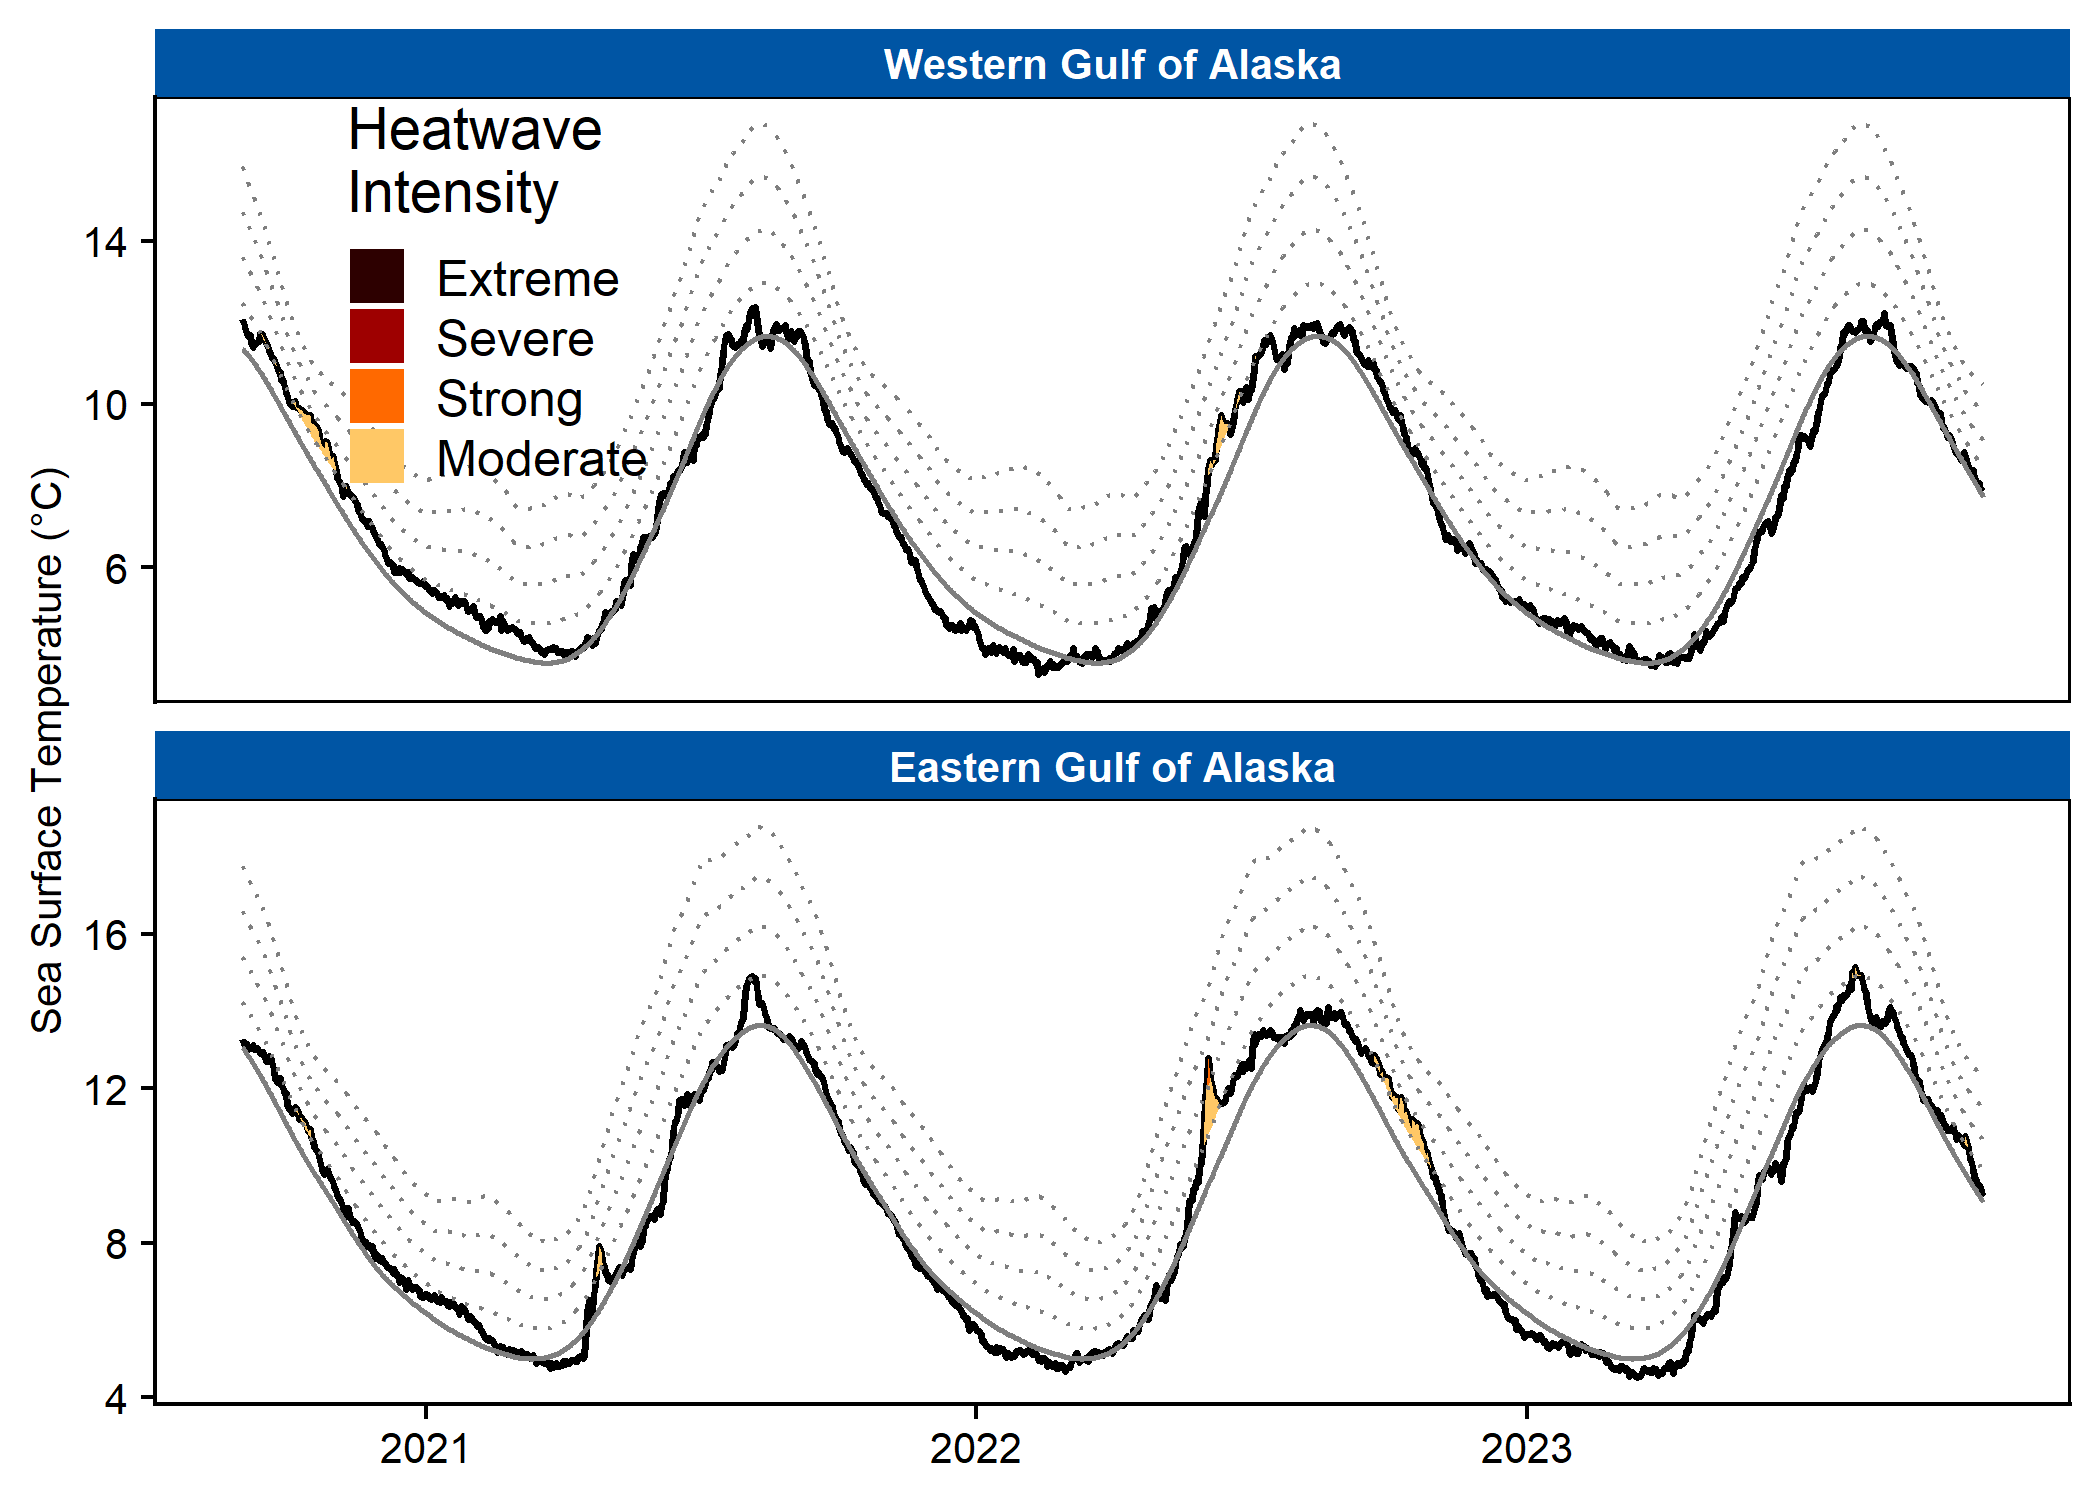 Western Gulf of Alaska
Heatwave
Intensity
Extreme
Severe
Strong
Moderate
14
10
6
Sea Surface Temperature (°C)
Eastern Gulf of Alaska
16
12
8
4
2021
2022
2023